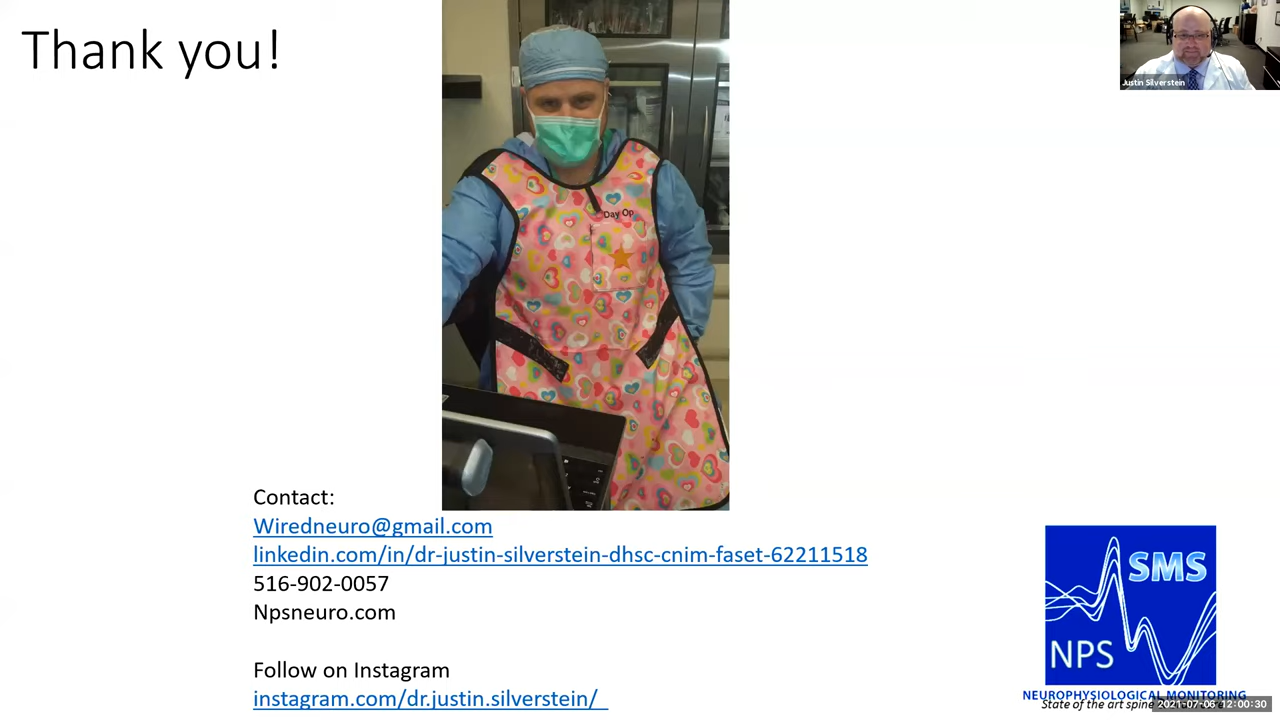 Thank you!
Justin Silverstein
Day Op
Contact:
Wiredneuro@gmail.com
linkedin.com/in/dr-justin-silverstein-dhsc-cnim-faset-62211518
516-902-0057
Npsneuro.com
Follow on Instagram
instagram.com/dr.justin.silverstein/
SMS
NPS
NEUROPHYSIOLOGICAL MONITORING
State of the art spine
2021-07-06 12:00:30